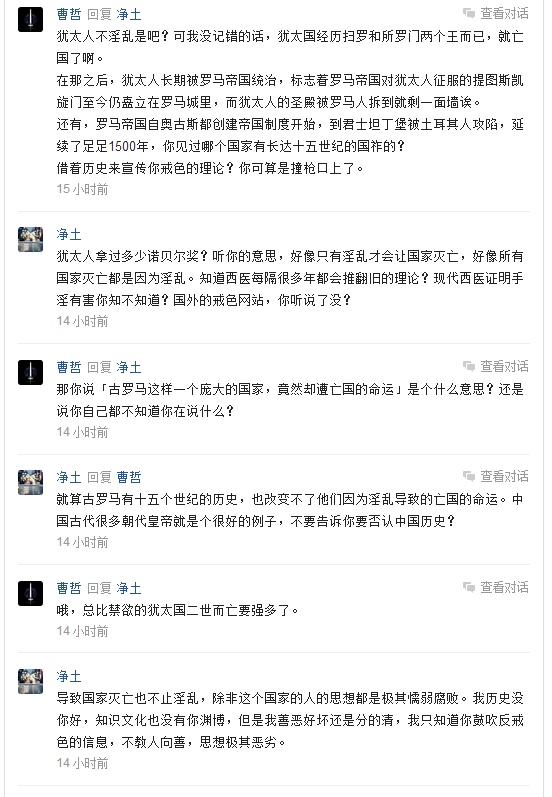 曹哲 回复 净土 查看对话
犹太人不淫乱是吧？可我没记错的话，犹太国经历扫罗和所罗门两个王而已，就亡
国了啊。
在那之后，犹太人长期被罗马帝国统治，标志着罗马帝国对犹太人征服的提图斯凯
旋门至今仍矗立在罗马城里，而犹太人的圣殿被罗马人拆到就剩一面墙诶。
还有，罗马帝国自奥古斯都创建帝国制度开始，到君士坦丁堡被土耳其人攻陷，延
续了足足1500年，你见过哪个国家有长达十五世纪的国祚的？
借着历史来宣传你戒色的理论？你可算是撞枪口上了。
15 小时前
净土
犹太人拿过多少诺贝尔奖？听你的意思，好像只有淫乱才会让国家灭亡，好像所有
国家灭亡都是因为淫乱。知道西医每隔很多年都会推翻旧的理论？现代西医证明手
淫有害你知不知道？国外的戒色网站，你听说了没？
14 小时前
曹哲 回复 净土 查看对话
那你说「古罗马这样一个庞大的国家，竟然却遭亡国的命运」是个什么意思？还是
说你自己都不知道你在说什么？
14 小时前
净土 回复 曹哲 查看对话
就算古罗马有十五个世纪的历史，也改变不了他们因为淫乱导致的亡国的命运。中
国古代很多朝代皇帝就是个很好的例子，不要告诉你要否认中国历史？
14 小时前
曹哲 回复 净土 查看对话
哦，总比禁欲的犹太国二世而亡要强多了。
14 小时前
净土
导致国家灭亡也不止淫乱，除非这个国家的人的思想都是极其懦弱腐败。我历史没
你好，知识文化也没有你渊博，但是我善恶好坏还是分的清，我只知道你鼓吹反戒
色的信息，不教人向善，思想极其恶劣。
14 小时前